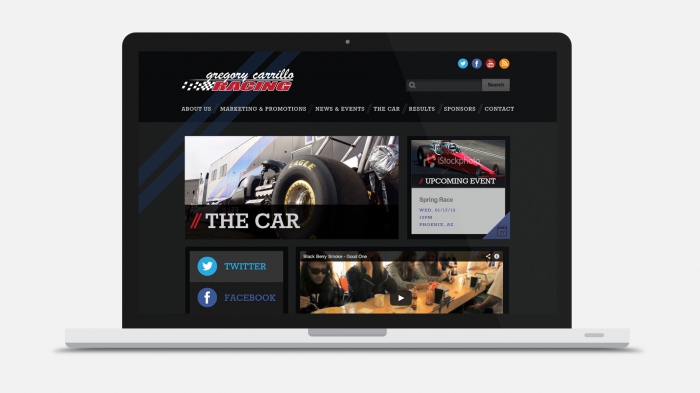 gregory carrillo
RACING
Search
ABOUT US / MARKETING & PROMOTIONS / NEWS & EVENTS / THE CAR / RESULTS / SPONSORS / CONTACT
EAGLE
// THE CAR
iStockphoto
// UPCOMING EVENT
Spring Race
WED. 01/17/13
12PM
PHOENIX, AZ
TWITTER
FACEBOOK
Black Berry Smoke - Good One